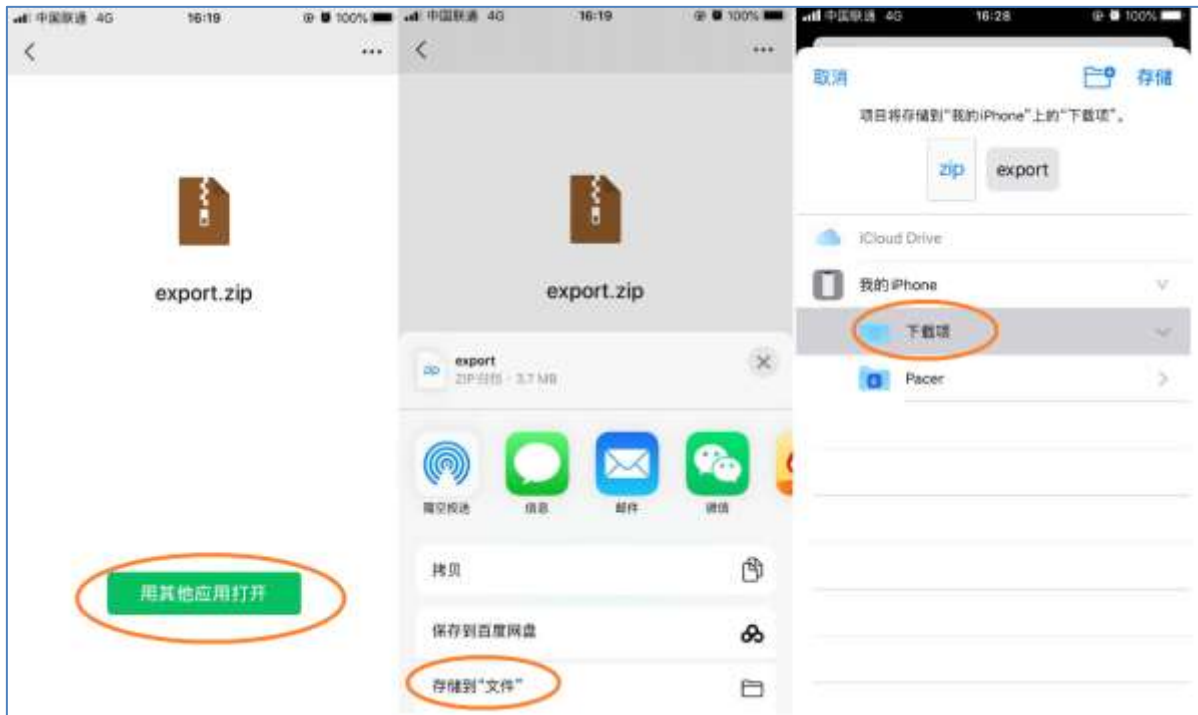 中国联通 4G 16:19 100%
export.zip
用其他应用打开
中国联通 4G 16:19 100%
export.zip
zip
export
ZIP归档 · 3.7 MB
隔空投送 信息 邮件 微信
拷贝
保存到百度网盘
存储到“文件”
中国联通 4G 16:28 100%
取消 存储
项目将存储到“我的iPhone”上的“下载项”。
zip export
iCloud Drive
我的 iPhone
下载项
Pacer